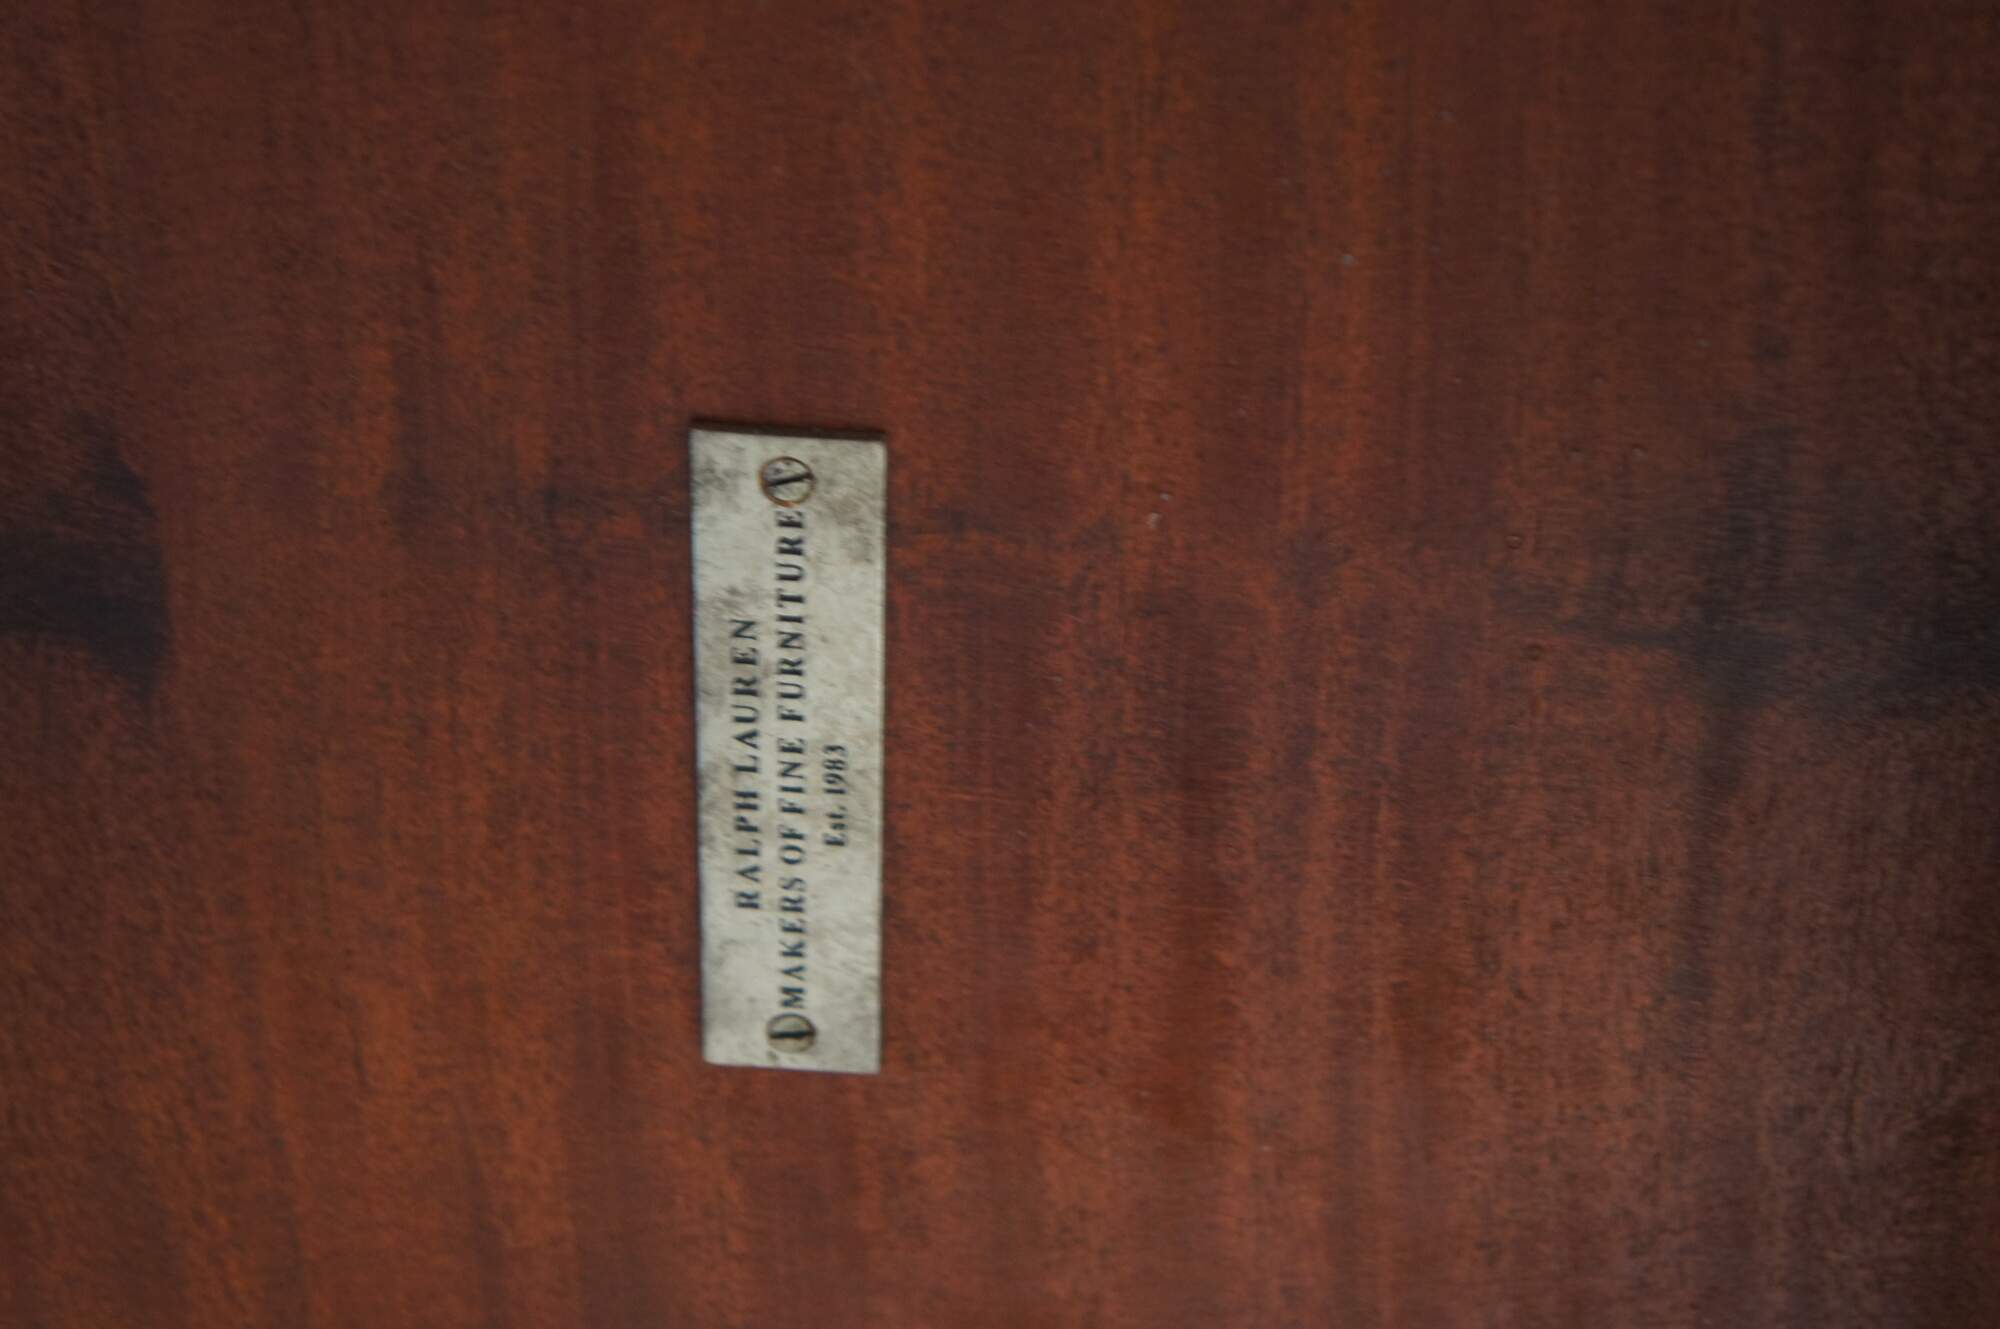 RALPH LAUREN
MAKERS OF FINE FURNITURE
Est. 1983